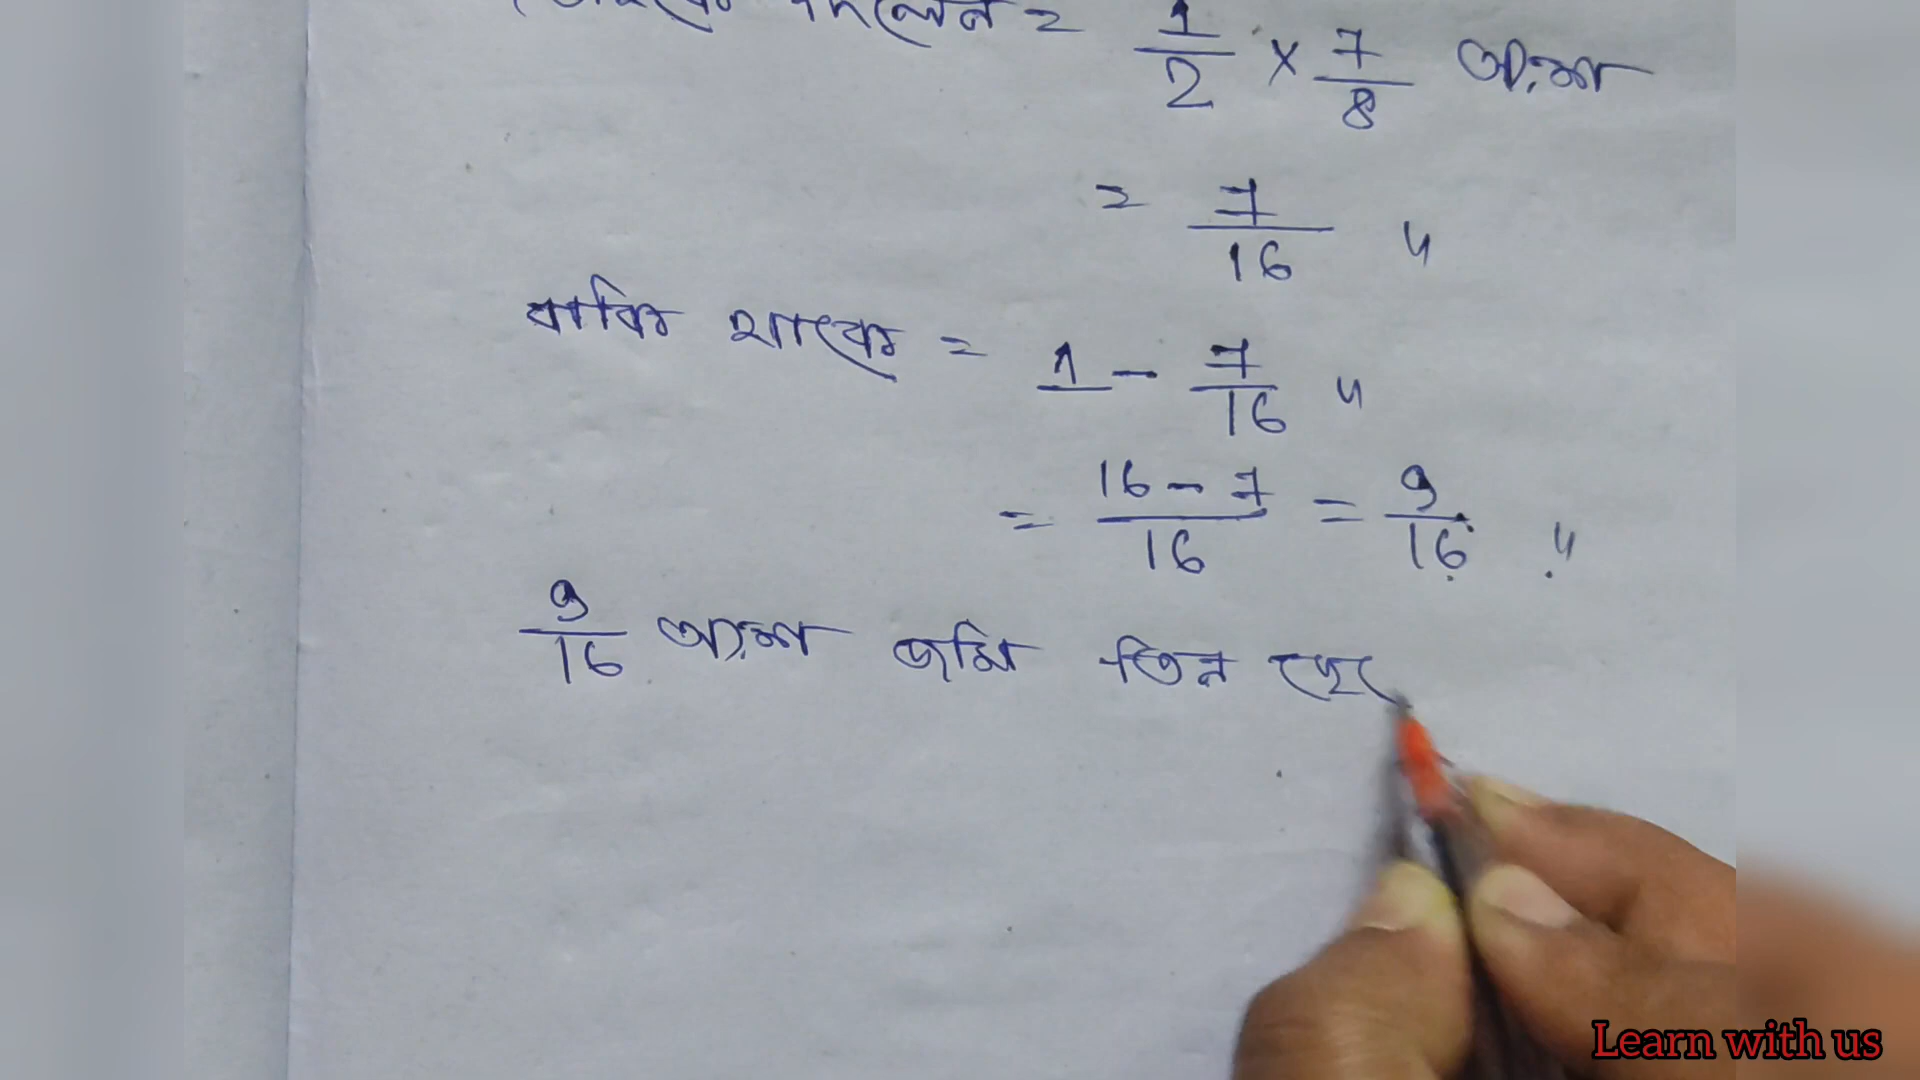 দিলেন = 1/2 × 7/8 অংশ
= 7/16 "
বাকি থাকে = 1 - 7/16 "
= 16 - 7/16 = 9/16 "
9/16 অংশ জমি তিন ছে
Learn with us